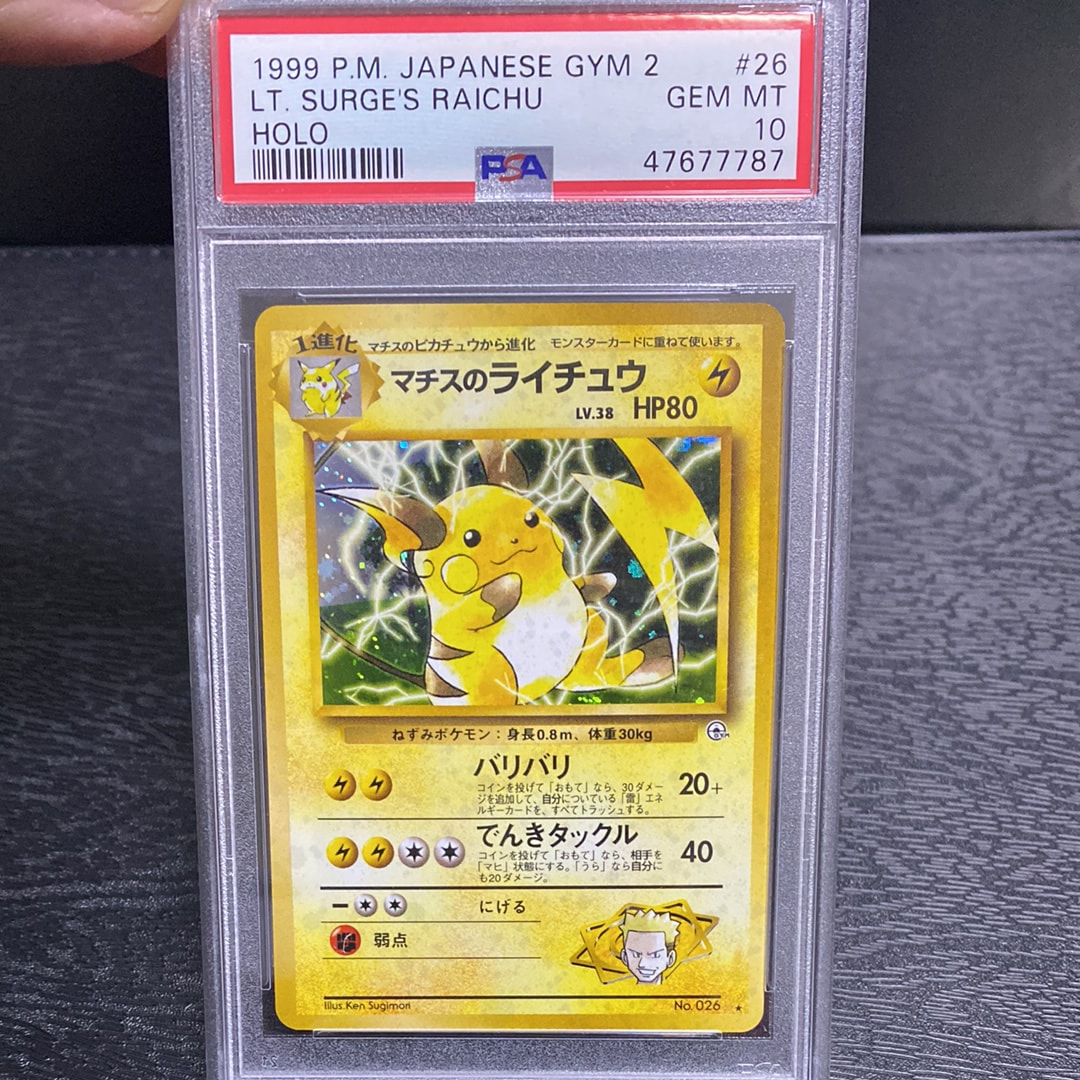 1999 P.M. JAPANESE GYM 2 #26
LT. SURGE'S RAICHU GEM MT
HOLO 10
PSA 47677787
1進化 マチスのピカチュウから進化 モンスターカードに重ねて使います。
マチスのライチュウ
LV.38 HP80
ねずみポケモン：身長0.8m、体重30kg
GYM
バリバリ
コインを投げて「おもて」なら、30ダメー
ジを追加して、自分についている「雷」エネ
ルギーカードを、すべてトラッシュする。
20+
でんきタックル
コインを投げて「おもて」なら、相手を
「マヒ」状態にする。「うら」なら自分に
も20ダメージ。
40
にげる
弱点
Illus.Ken Sugimori No.026 ★